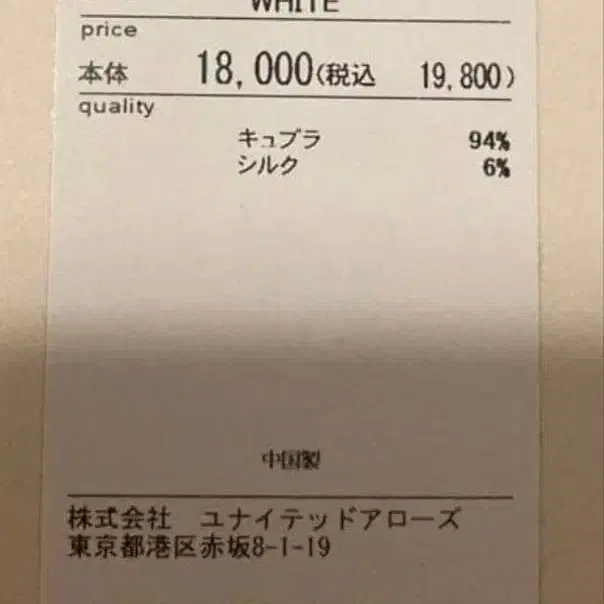 WHITE
price
本体 18,000(税込 19,800)
quality
キュプラ 94%
シルク 6%
中国製
株式会社 ユナイテッドアローズ
東京都港区赤坂8-1-19